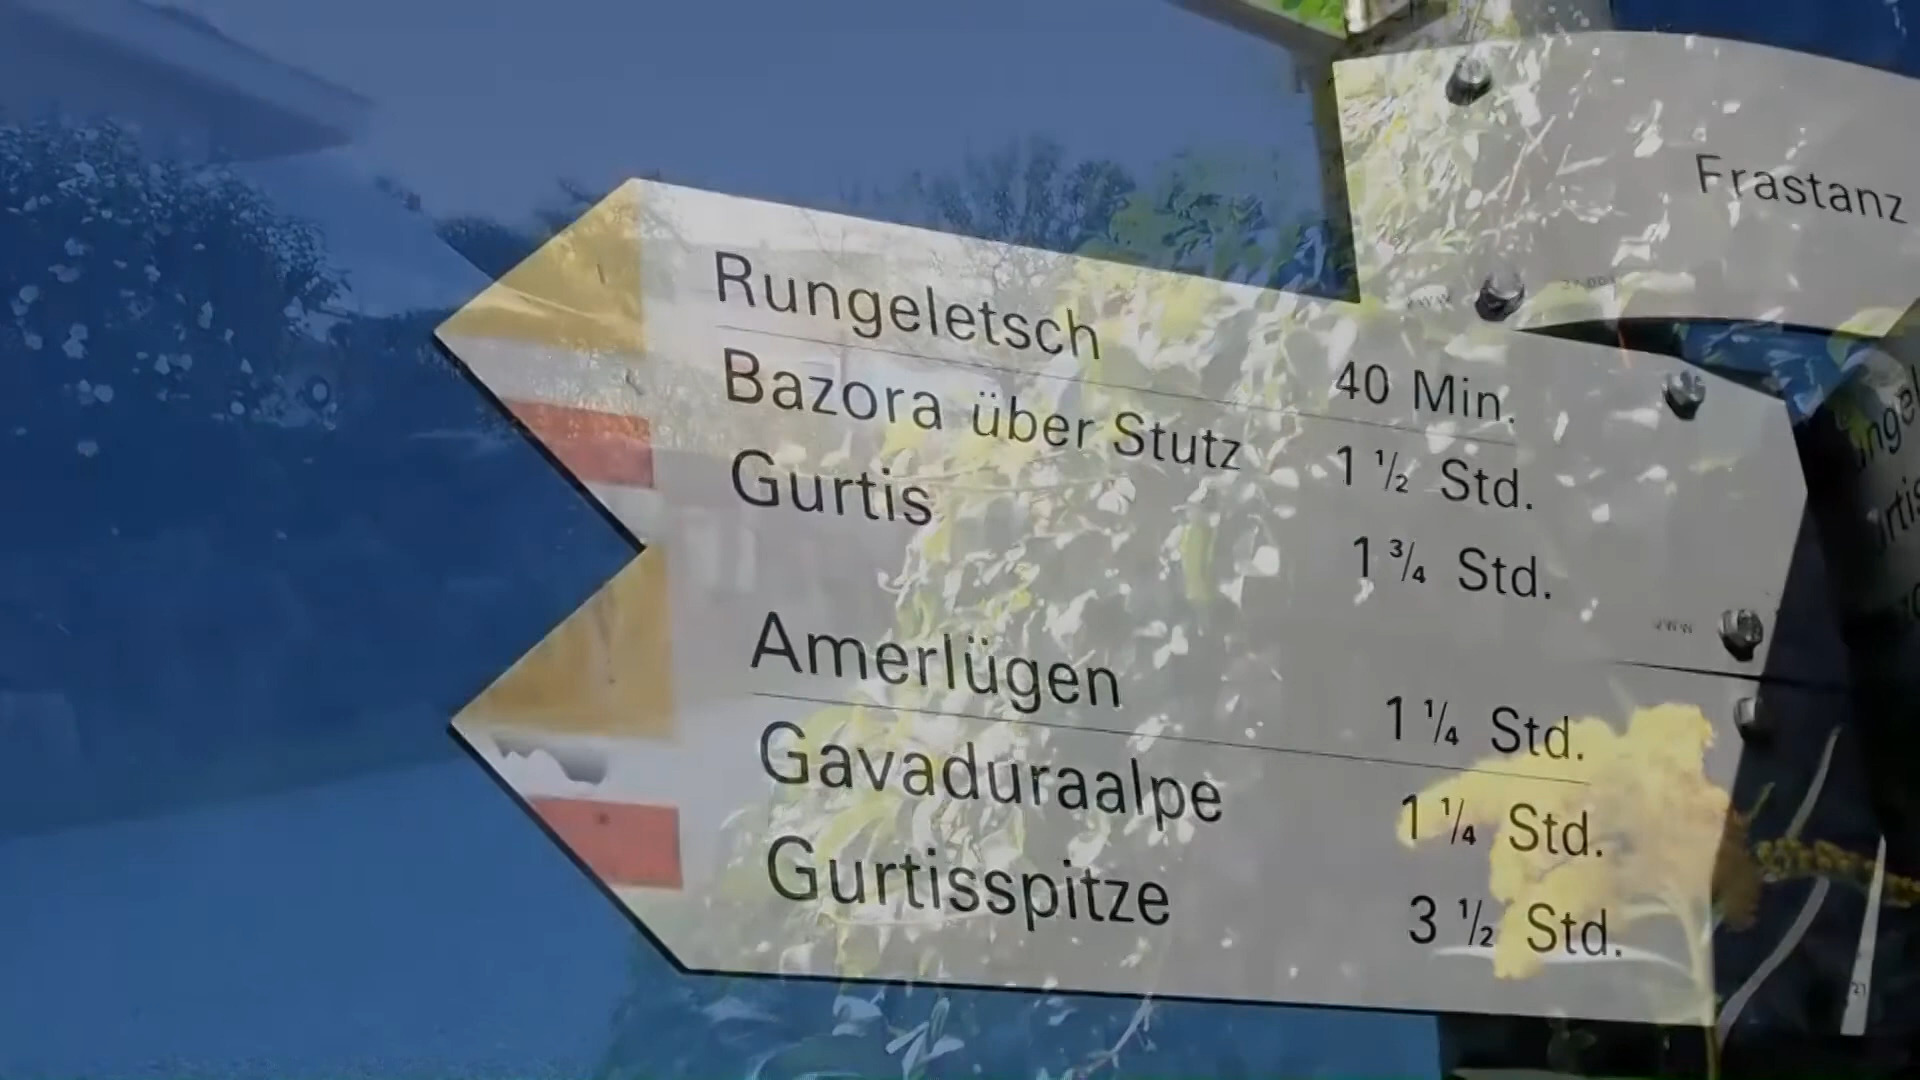 Frastanz
Rungeletsch 40 Min.
Bazora über Stutz 1 ½ Std.
Gurtis 1 ¾ Std.
Amerlügen 1 ¼ Std.
Gavaduraalpe 1 ¼ Std.
Gurtisspitze 3 ½ Std.